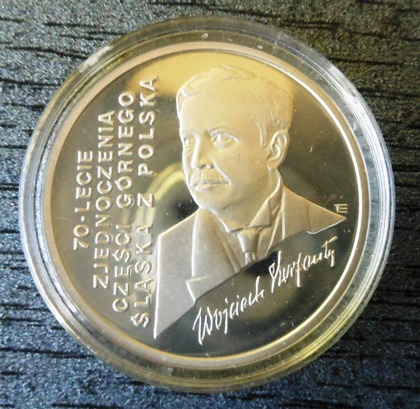 70-LECIE
ZJEDNOCZENIA
CZĘŚCI GÓRNEGO
ŚLĄSKA Z POLSKĄ
Wojciech Korfanty